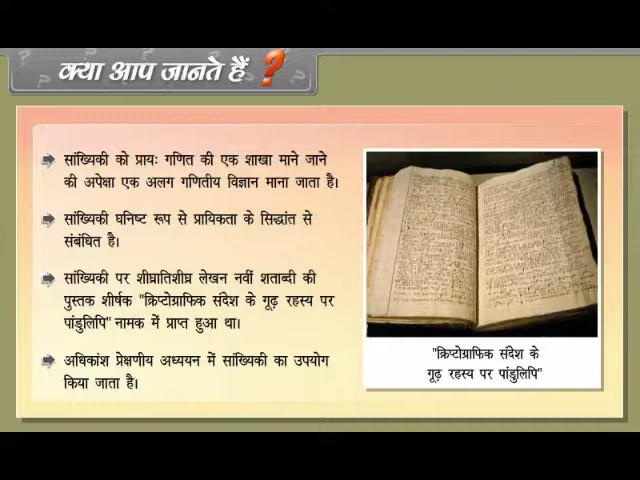 क्या आप जानते हैं ?
सांख्यिकी को प्रायः गणित की एक शाखा माने जाने
की अपेक्षा एक अलग गणितीय विज्ञान माना जाता है।
सांख्यिकी घनिष्ट रूप से प्रायिकता के सिद्धांत से
संबंधित है।
सांख्यिकी पर शीघ्रातिशीघ्र लेखन नवीं शताब्दी की
पुस्तक शीर्षक "क्रिप्टोग्राफिक संदेश के गूढ़ रहस्य पर
पांडुलिपि" नामक में प्राप्त हुआ था।
अधिकांश प्रेक्षणीय अध्ययन में सांख्यिकी का उपयोग
किया जाता है।
"क्रिप्टोग्राफिक संदेश के
गूढ़ रहस्य पर पांडुलिपि"